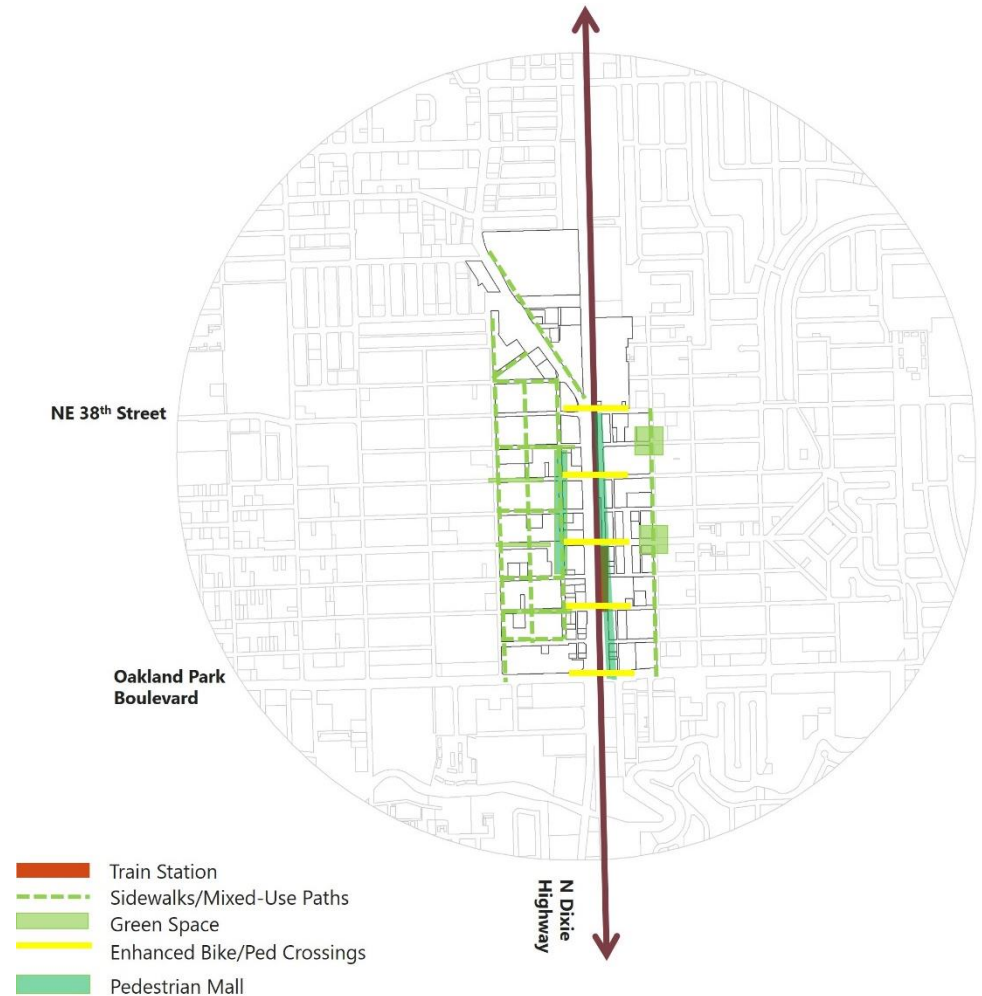 NE 38th Street
Oakland Park
Boulevard
N Dixie
Highway
Train Station
Sidewalks/Mixed-Use Paths
Green Space
Enhanced Bike/Ped Crossings
Pedestrian Mall